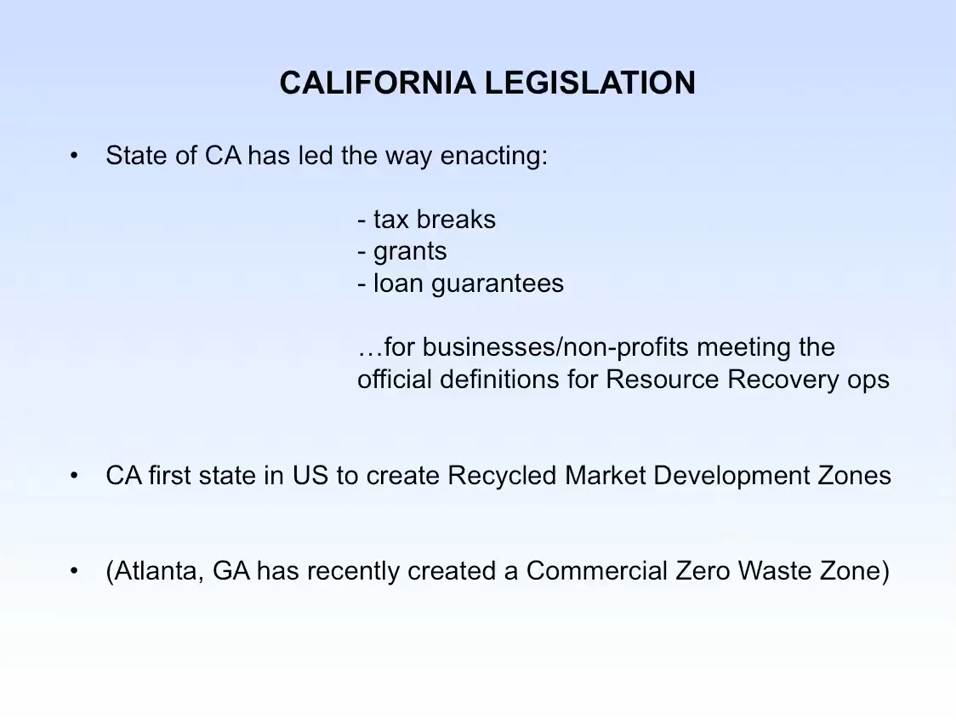 CALIFORNIA LEGISLATION
• State of CA has led the way enacting:
- tax breaks
- grants
- loan guarantees
…for businesses/non-profits meeting the
official definitions for Resource Recovery ops
• CA first state in US to create Recycled Market Development Zones
• (Atlanta, GA has recently created a Commercial Zero Waste Zone)